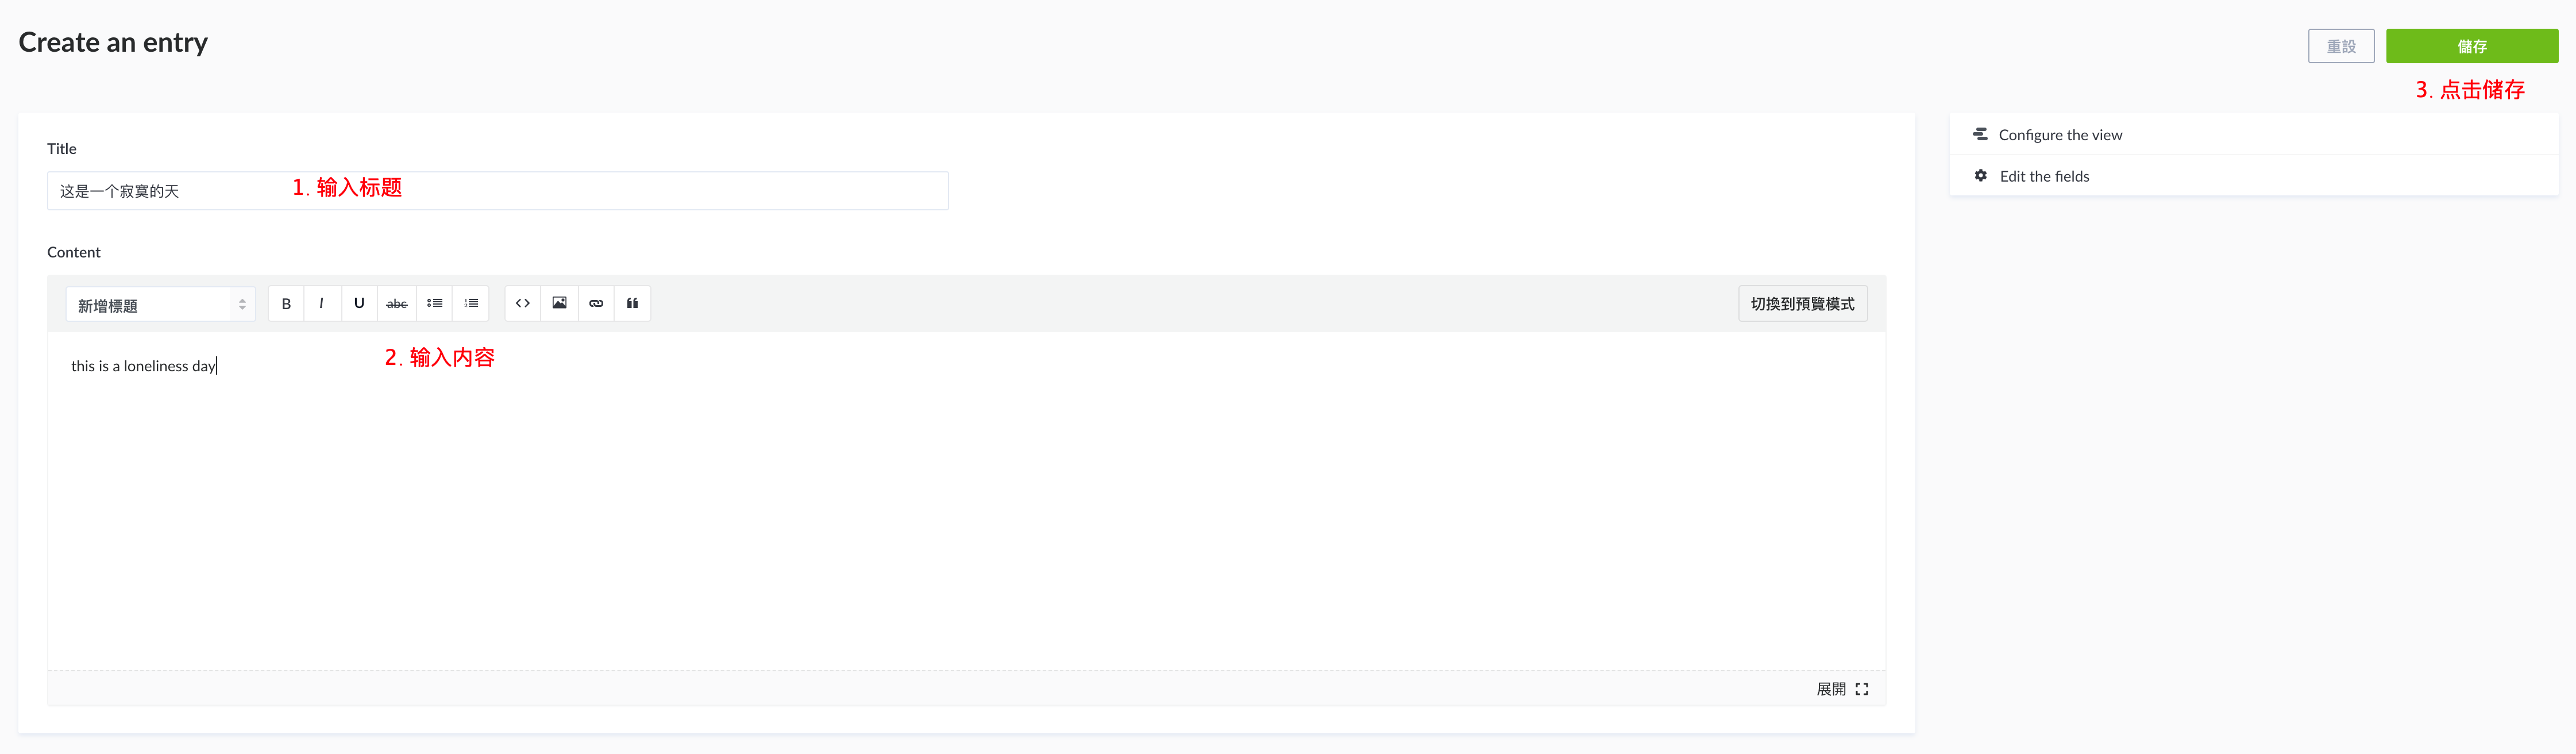 Create an entry
重設
儲存
3. 点击储存
Configure the view
Edit the fields
Title
这是一个寂寞的天
1. 输入标题
Content
新增標題
B
I
U
abc
切換到預覽模式
this is a loneliness day
2. 输入内容
展開